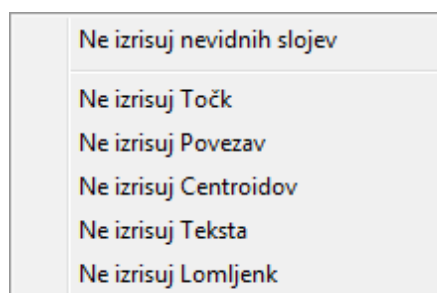 Ne izrisuj nevidnih slojev
Ne izrisuj Točk
Ne izrisuj Povezav
Ne izrisuj Centroidov
Ne izrisuj Teksta
Ne izrisuj Lomljenk